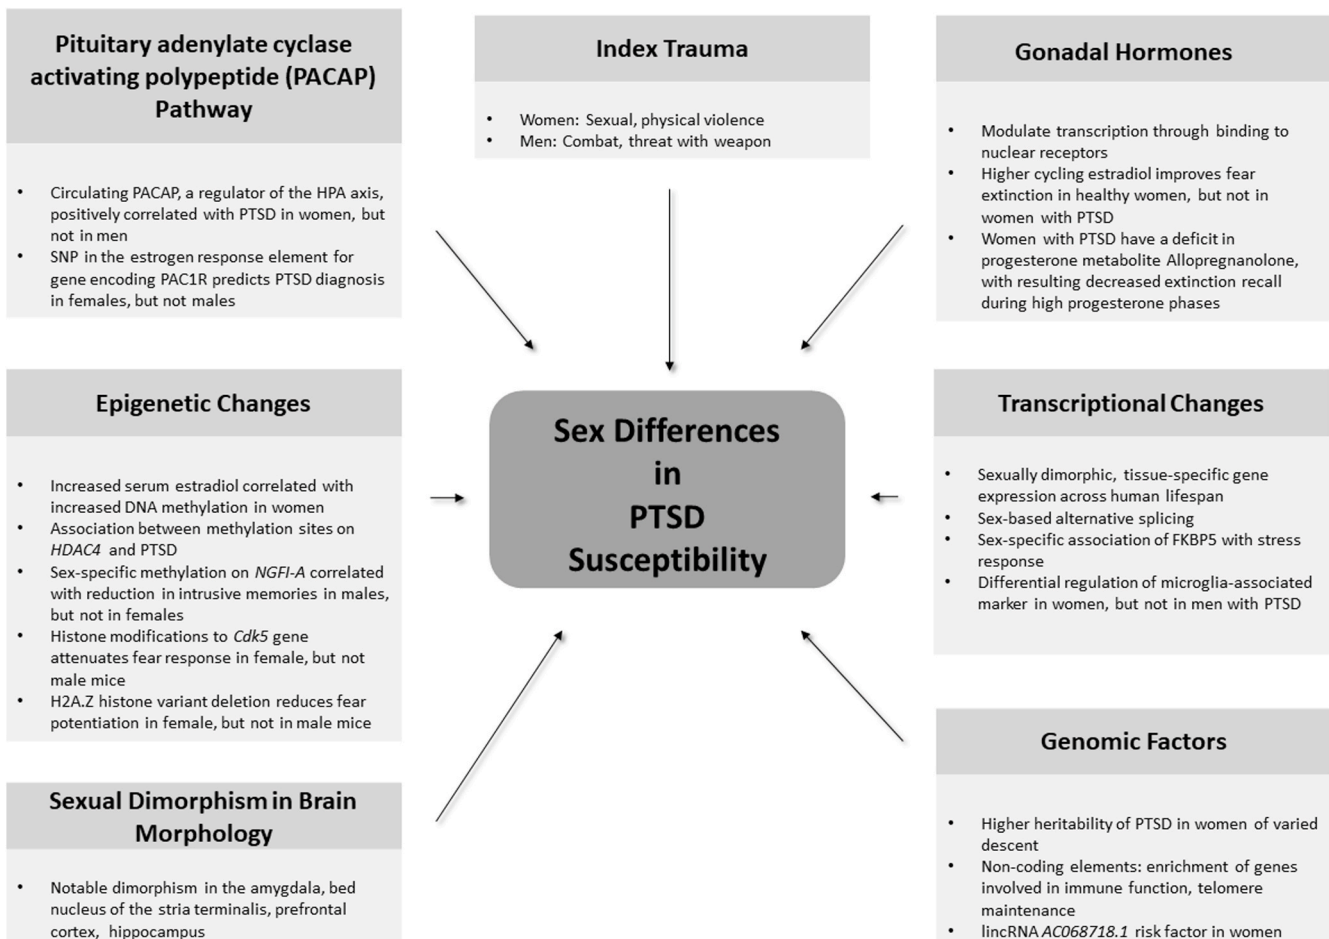 Pituitary adenylate cyclase
activating polypeptide (PACAP)
Pathway
• Circulating PACAP, a regulator of the HPA axis,
positively correlated with PTSD in women, but
not in men
• SNP in the estrogen response element for
gene encoding PAC1R predicts PTSD diagnosis
in females, but not males
Index Trauma
• Women: Sexual, physical violence
• Men: Combat, threat with weapon
Gonadal Hormones
• Modulate transcription through binding to
nuclear receptors
• Higher cycling estradiol improves fear
extinction in healthy women, but not in
women with PTSD
• Women with PTSD have a deficit in
progesterone metabolite Allopregnanolone,
with resulting decreased extinction recall
during high progesterone phases
Epigenetic Changes
• Increased serum estradiol correlated with
increased DNA methylation in women
• Association between methylation sites on
HDAC4 and PTSD
• Sex-specific methylation on NGFI-A correlated
with reduction in intrusive memories in males,
but not in females
• Histone modifications to Cdk5 gene
attenuates fear response in female, but not
male mice
• H2A.Z histone variant deletion reduces fear
potentiation in female, but not in male mice
Sex Differences
in
PTSD
Susceptibility
Transcriptional Changes
• Sexually dimorphic, tissue-specific gene
expression across human lifespan
• Sex-based alternative splicing
• Sex-specific association of FKBP5 with stress
response
• Differential regulation of microglia-associated
marker in women, but not in men with PTSD
Sexual Dimorphism in Brain
Morphology
• Notable dimorphism in the amygdala, bed
nucleus of the stria terminalis, prefrontal
cortex, hippocampus
Genomic Factors
• Higher heritability of PTSD in women of varied
descent
• Non-coding elements: enrichment of genes
involved in immune function, telomere
maintenance
• lincRNA AC068718.1 risk factor in women